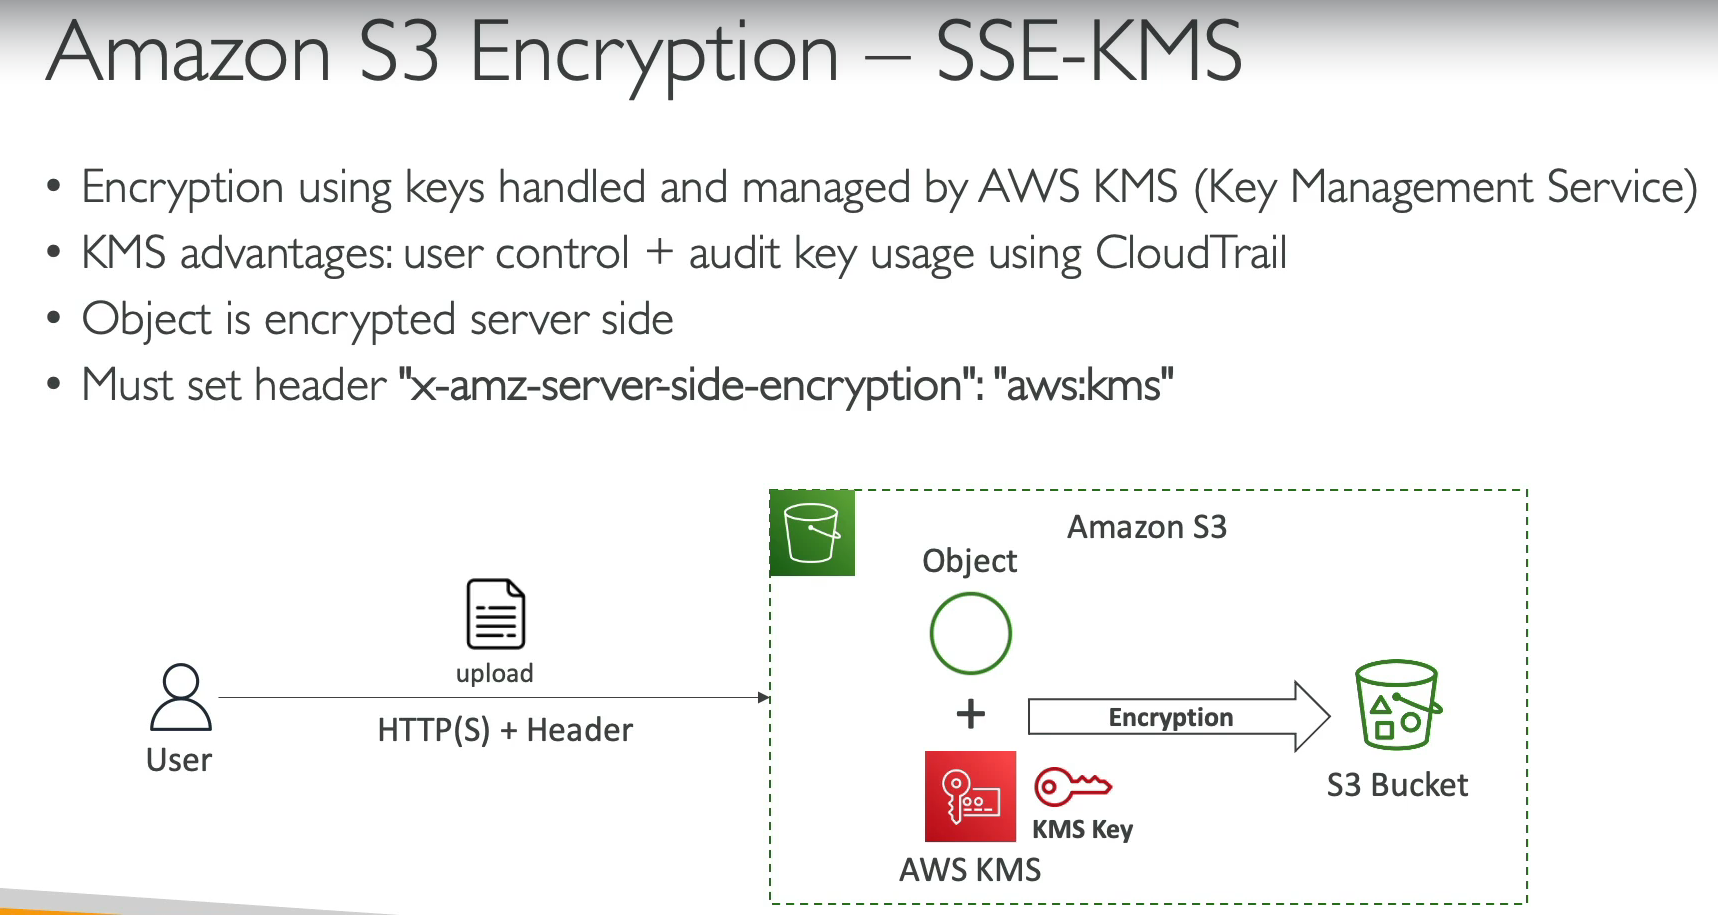 Amazon S3 Encryption – SSE-KMS
• Encryption using keys handled and managed by AWS KMS (Key Management Service)
• KMS advantages: user control + audit key usage using CloudTrail
• Object is encrypted server side
• Must set header "x-amz-server-side-encryption": "aws:kms"
Amazon S3
Object
upload
HTTP(S) + Header
User
+
Encryption
S3 Bucket
KMS Key
AWS KMS